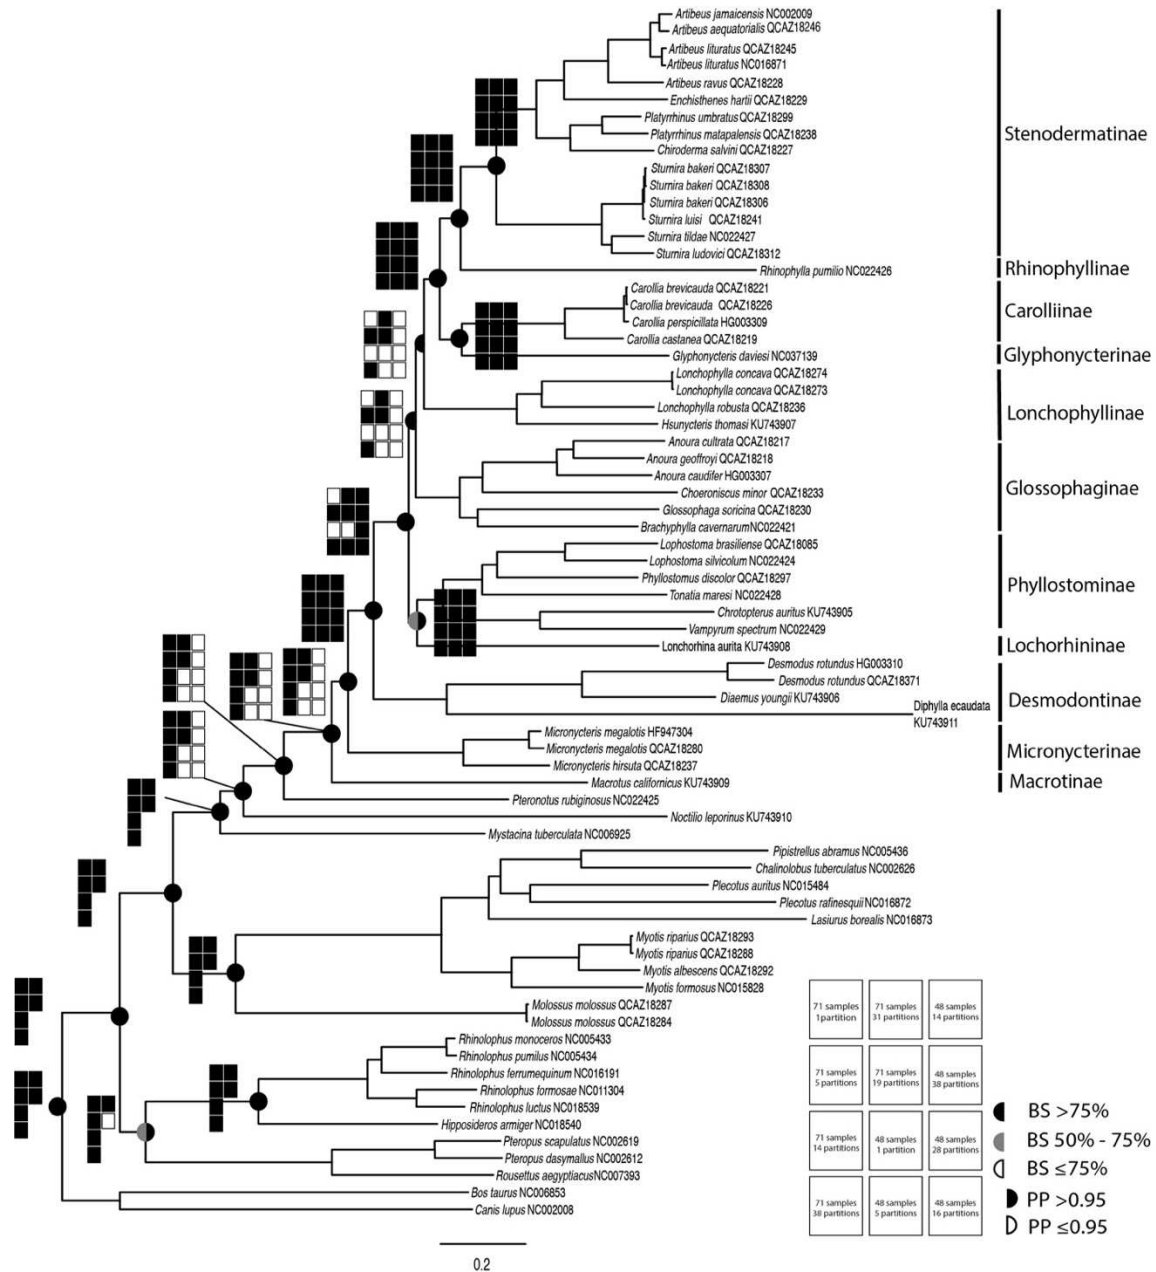 Artibeus jamaicensis NC002009
Artibeus aequatorialis QCAZ18246
Artibeus lituratus QCAZ18245
Artibeus lituratus NC016871
Artibeus ravus QCAZ18228
Enchisthenes hartii QCAZ18229
Platyrrhinus umbratus QCAZ18299
Platyrrhinus matapalensis QCAZ18238
Chiroderma salvini QCAZ18227
Stenodermatinae
Sturnira bakeri QCAZ18307
Sturnira bakeri QCAZ18308
Sturnira bakeri QCAZ18306
Sturnira luisi QCAZ18241
Sturnira tildae NC022427
Sturnira ludovici QCAZ18312
Rhinophylla pumilio NC022426
Rhinophyllinae
Carollia brevicauda QCAZ18221
Carollia brevicauda QCAZ18226
Carollia perspicillata HG003309
Carollia castanea QCAZ18219
Carolliinae
Glyphonycteris daviesi NC037139
Glyphonycterinae
Lonchophylla concava QCAZ18274
Lonchophylla concava QCAZ18273
Lonchophylla robusta QCAZ18236
Hsunycteris thomasi KU743907
Lonchophyllinae
Anoura cultrata QCAZ18217
Anoura geoffroyi QCAZ18218
Anoura caudifer HG003307
Choeroniscus minor QCAZ18233
Glossophaga soricina QCAZ18230
Brachyphylla cavernarum NC022421
Glossophaginae
Lophostoma brasiliense QCAZ18085
Lophostoma silvicolum NC022424
Phyllostomus discolor QCAZ18297
Tonatia maresi NC022428
Chrotopterus auritus KU743905
Vampyrum spectrum NC022429
Phyllostominae
Lonchorhina aurita KU743908
Lochorhininae
Desmodus rotundus HG003310
Desmodus rotundus QCAZ18371
Diaemus youngii KU743906
Diphylla ecaudata
KU743911
Desmodontinae
Micronycteris megalotis HF947304
Micronycteris megalotis QCAZ18280
Micronycteris hirsuta QCAZ18237
Micronycterinae
Macrotus californicus KU743909
Macrotinae
Pteronotus rubiginosus NC022425
Noctilio leporinus KU743910
Mystacina tuberculata NC006925
Pipistrellus abramus NC005436
Chalinolobus tuberculatus NC002626
Plecotus auritus NC015484
Plecotus rafinesquii NC016872
Lasiurus borealis NC016873
Myotis riparius QCAZ18293
Myotis riparius QCAZ18288
Myotis albescens QCAZ18292
Myotis formosus NC015828
Molossus molossus QCAZ18287
Molossus molossus QCAZ18284
Rhinolophus monoceros NC005433
Rhinolophus pumilus NC005434
Rhinolophus ferrumequinum NC016191
Rhinolophus formosae NC011304
Rhinolophus luctus NC018539
Hipposideros armiger NC018540
Pteropus scapulatus NC002619
Pteropus dasymallus NC002612
Rousettus aegyptiacus NC007393
Bos taurus NC006853
Canis lupus NC002008
0.2
71 samples 71 samples 48 samples
1partition 31 partitions 14 partitions
71 samples 71 samples 48 samples
5 partitions 19 partitions 38 partitions
71 samples 48 samples 48 samples
14 partitions 1 partition 28 partitions
71 samples 48 samples 48 samples
38 partitions 5 partitions 16 partitions
BS >75%
BS 50% - 75%
BS ≤75%
PP >0.95
PP ≤0.95